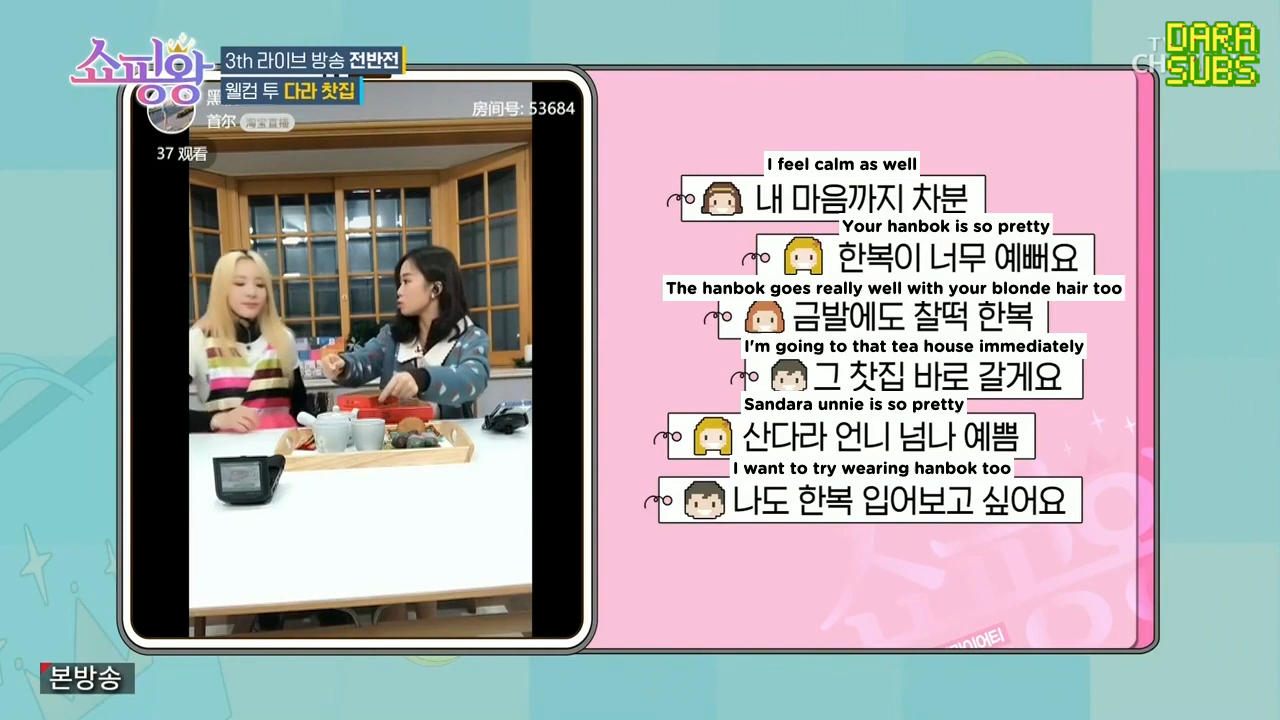 쇼핑왕
3th 라이브 방송 전반전
웰컴 투 다라 찻집
DARA
SUBS
黑
首尔 淘宝直播
房间号: 53684
37 观看
I feel calm as well
내 마음까지 차분
Your hanbok is so pretty
한복이 너무 예뻐요
The hanbok goes really well with your blonde hair too
금발에도 찰떡 한복
I'm going to that tea house immediately
그 찻집 바로 갈게요
Sandara unnie is so pretty
산다라 언니 넘나 예쁨
I want to try wearing hanbok too
나도 한복 입어보고 싶어요
본방송